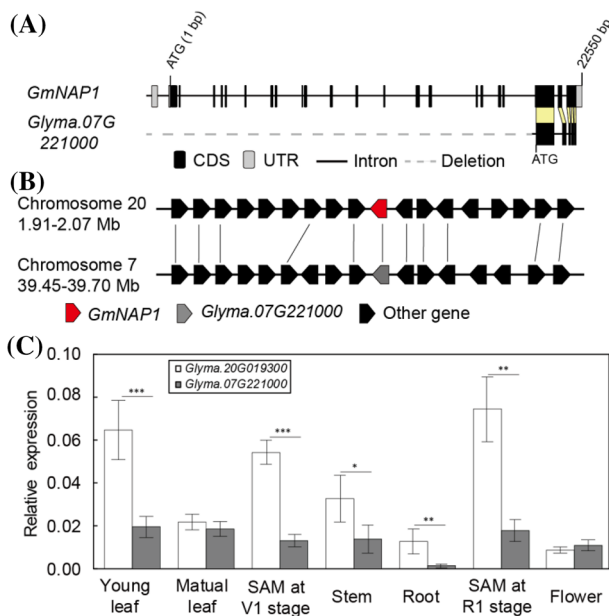 (A)
ATG (1 bp)
22550 bp
GmNAP1
Glyma.07G
221000
ATG
CDS UTR Intron Deletion
(B)
Chromosome 20
1.91-2.07 Mb
Chromosome 7
39.45-39.70 Mb
GmNAP1 Glyma.07G221000 Other gene
(C)
Relative expression
0.10
0.08
0.06
0.04
0.02
0.00
Glyma.20G019300
Glyma.07G221000
***
***
*
**
**
Young
leaf
Matual
leaf
SAM at
V1 stage
Stem
Root
SAM at
R1 stage
Flower